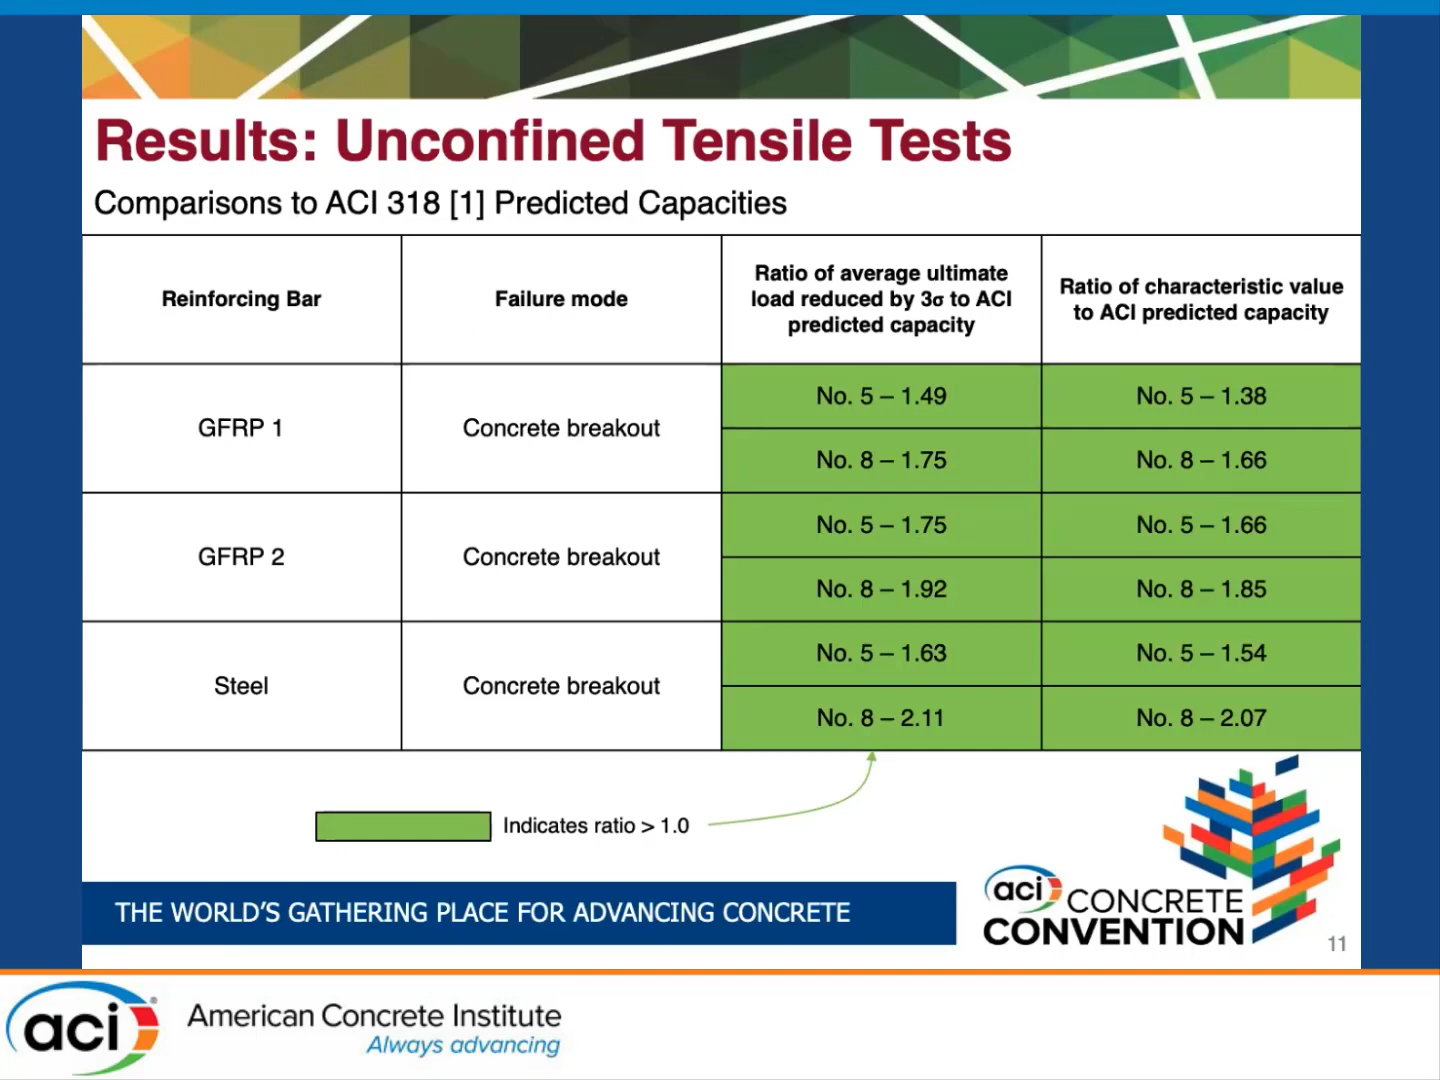 Results: Unconfined Tensile Tests
Comparisons to ACI 318 [1] Predicted Capacities
Reinforcing Bar
Failure mode
Ratio of average ultimate
load reduced by 3σ to ACI
predicted capacity
Ratio of characteristic value
to ACI predicted capacity
GFRP 1
Concrete breakout
No. 5 – 1.49
No. 5 – 1.38
No. 8 – 1.75
No. 8 – 1.66
GFRP 2
Concrete breakout
No. 5 – 1.75
No. 5 – 1.66
No. 8 – 1.92
No. 8 – 1.85
Steel
Concrete breakout
No. 5 – 1.63
No. 5 – 1.54
No. 8 – 2.11
No. 8 – 2.07
Indicates ratio > 1.0
THE WORLD'S GATHERING PLACE FOR ADVANCING CONCRETE
aci CONCRETE
CONVENTION
11
aci
American Concrete Institute
Always advancing